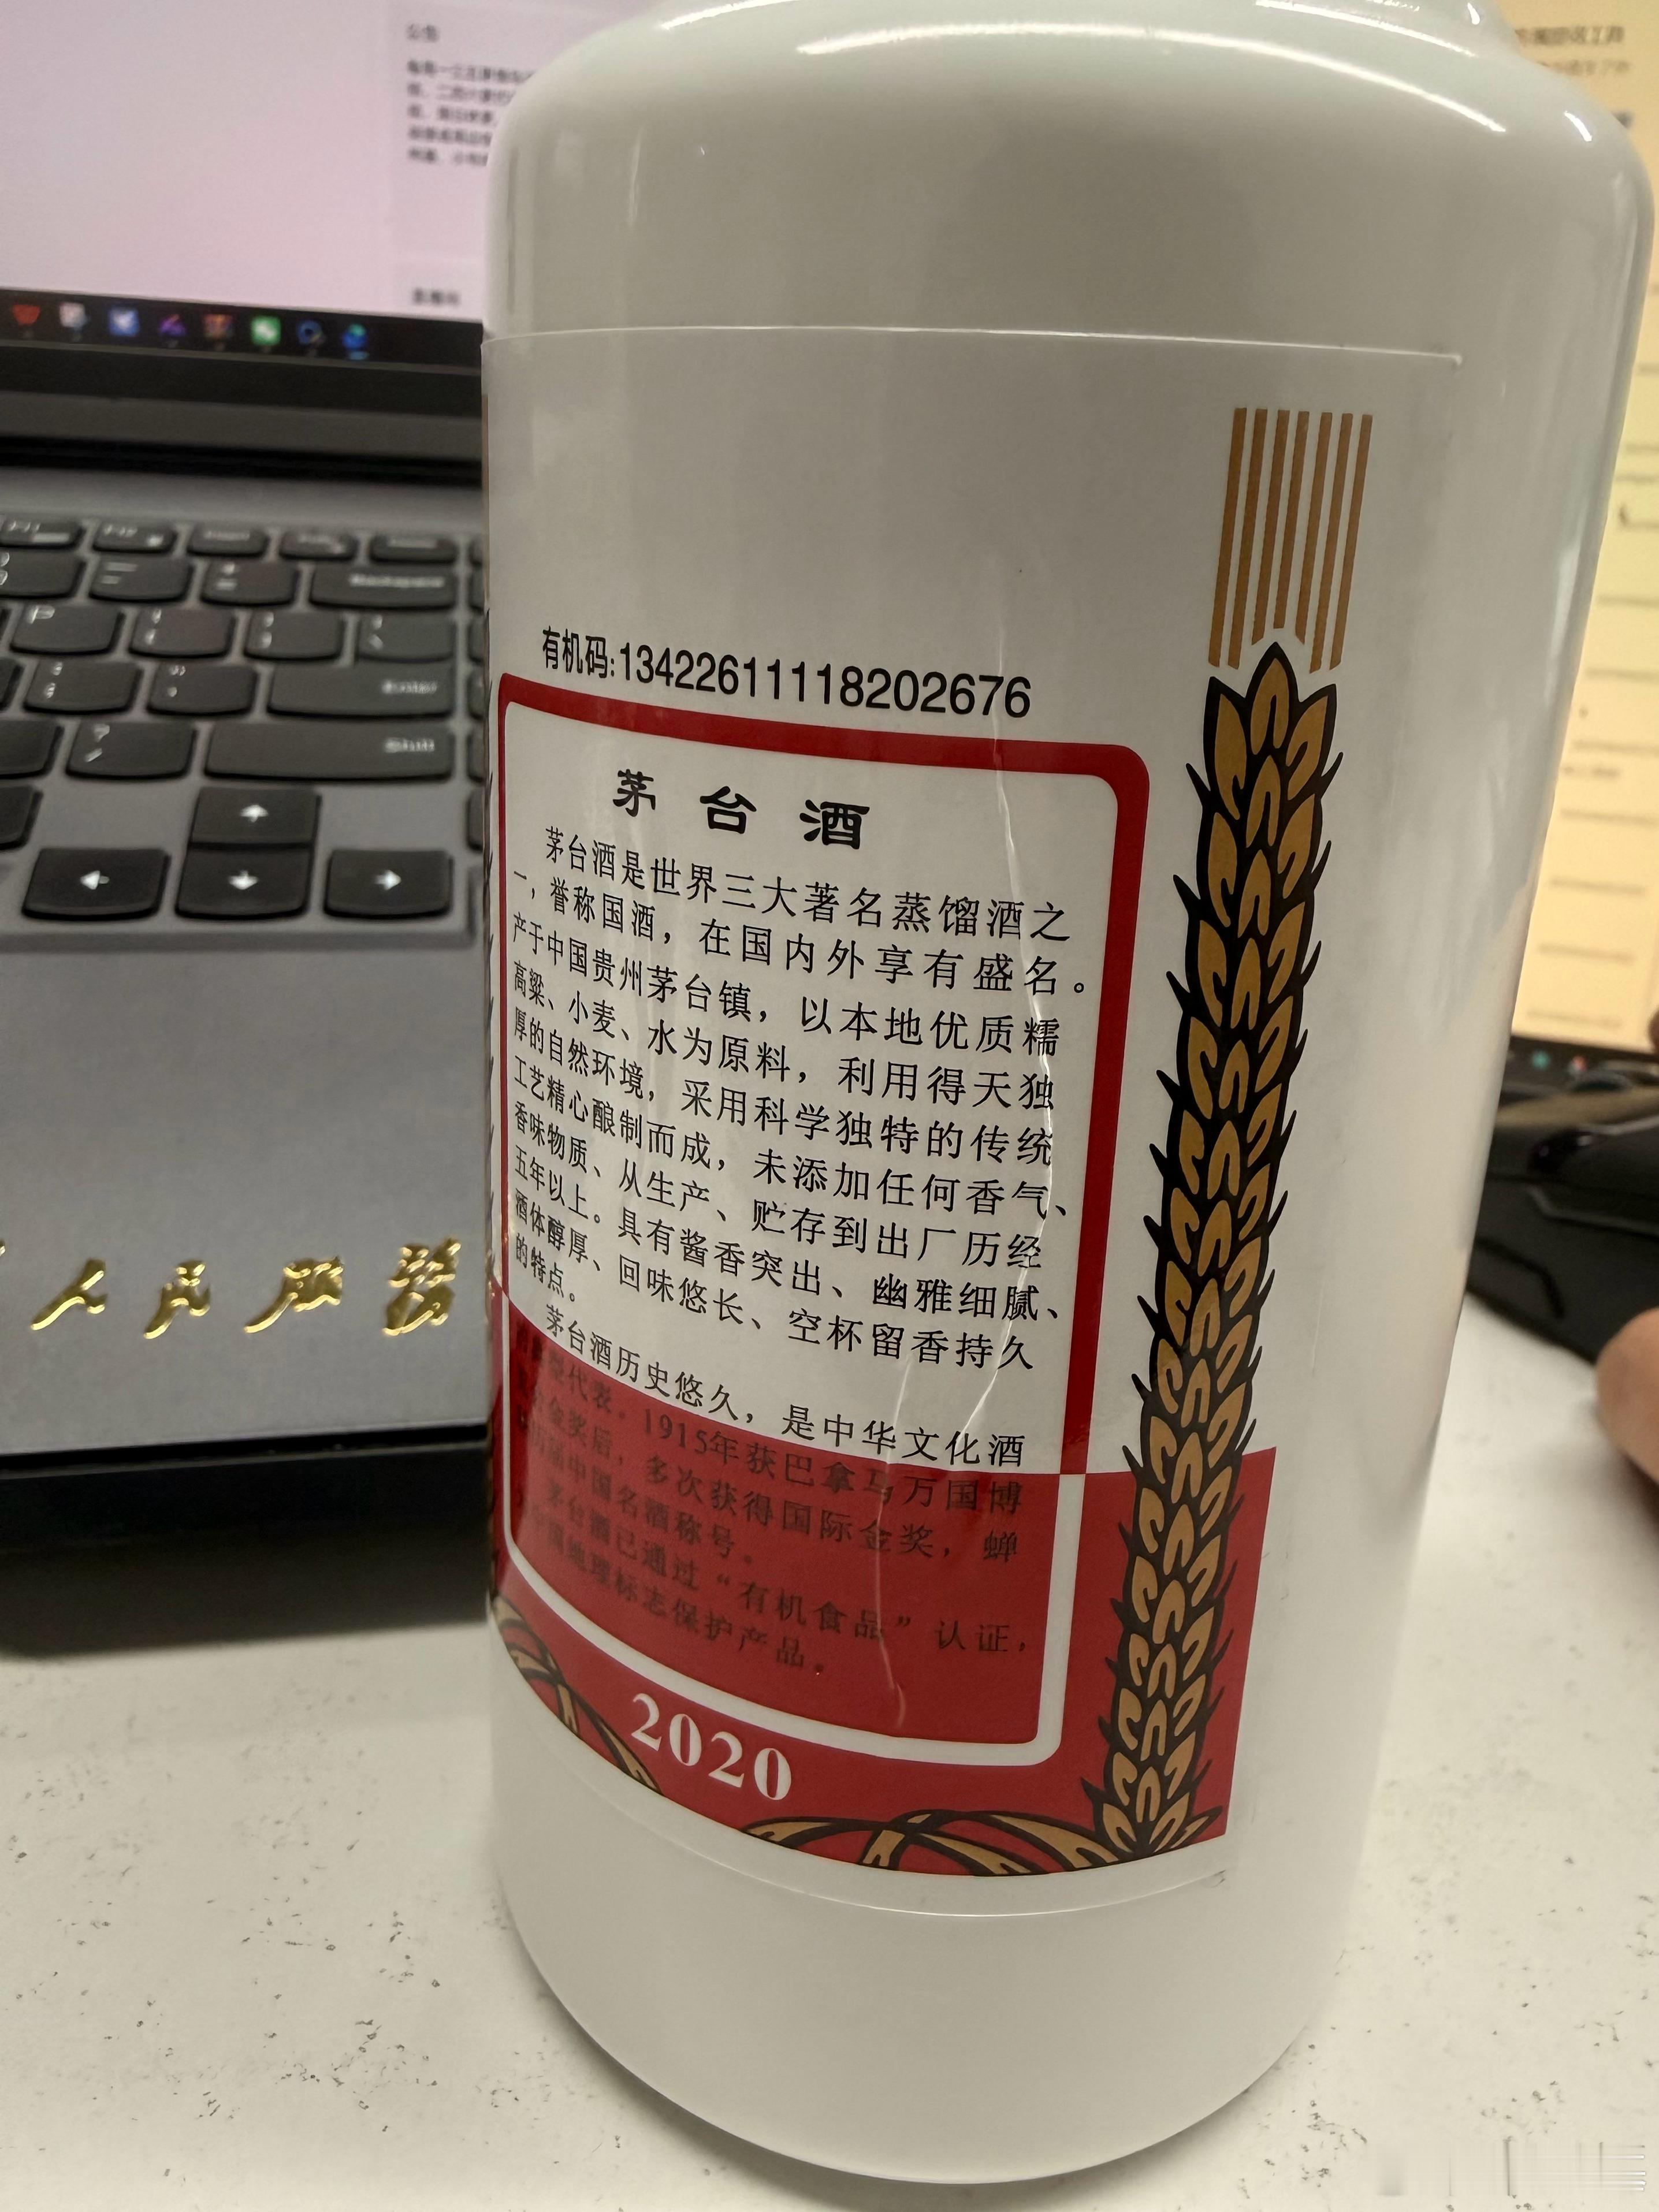 公告
有机码:13422611118202676
茅台酒
茅台酒是世界三大著名蒸馏酒之
一，誉称国酒，在国内外享有盛名。
产于中国贵州茅台镇，以本地优质糯
高粱、小麦、水为原料，利用得天独
厚的自然环境，采用科学独特的传统
工艺精心酿制而成，未添加任何香气、
香味物质、从生产、贮存到出厂历经
五年以上。具有酱香突出、幽雅细腻、
酒体醇厚、回味悠长、空杯留香持久
的特点。
茅台酒历史悠久，是中华文化酒
代表。1915年获巴拿马万国博
金奖后，多次获得国际金奖，蝉
届中国名酒称号。
茅台酒已通过“有机食品”认证，
国地理标志保护产品。
2020
人民服务
Backspace
Enter
Shift